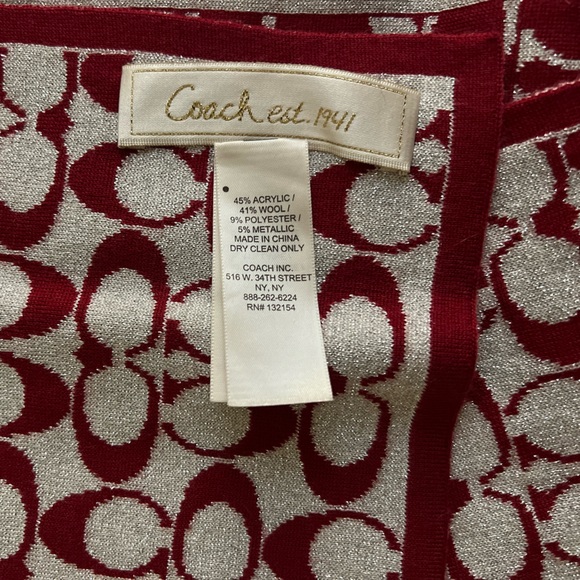 Coach est. 1941
45% ACRYLIC /
41% WOOL /
9% POLYESTER /
5% METALLIC
MADE IN CHINA
DRY CLEAN ONLY
COACH INC.
516 W. 34TH STREET
NY, NY
888-262-6224
RN# 132154